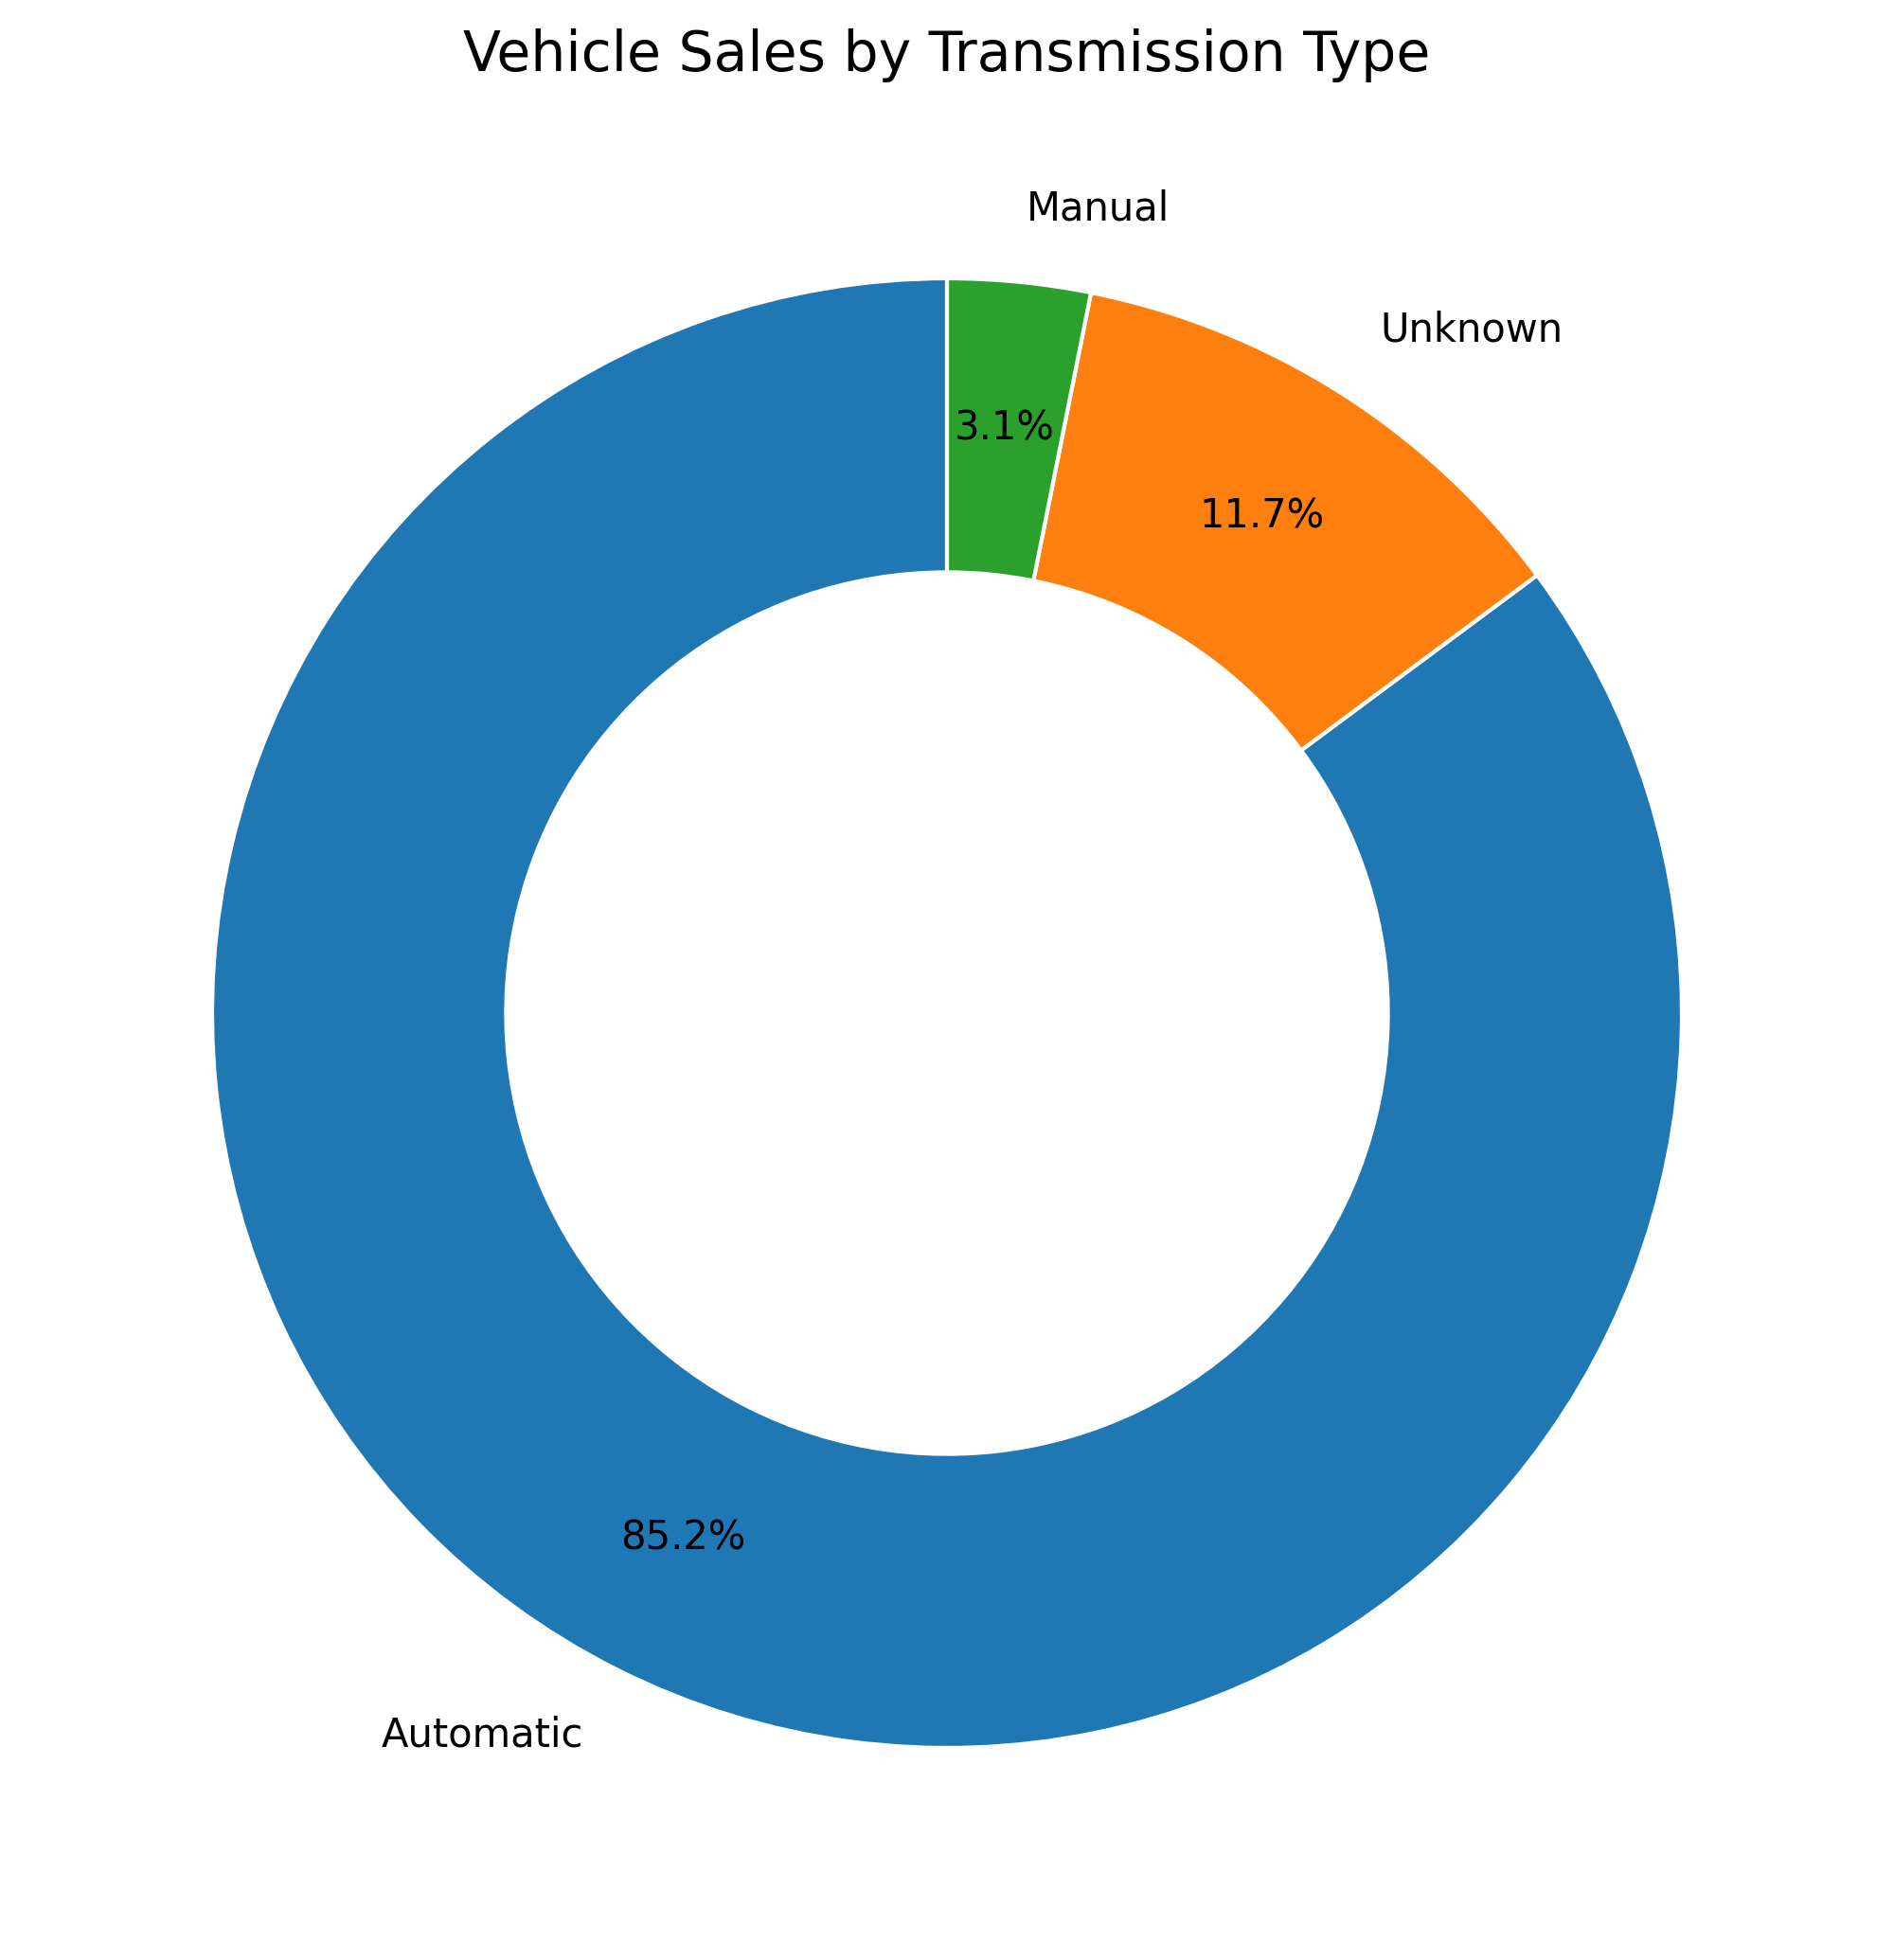 Vehicle Sales by Transmission Type
Manual
Unknown
3.1%
11.7%
85.2%
Automatic